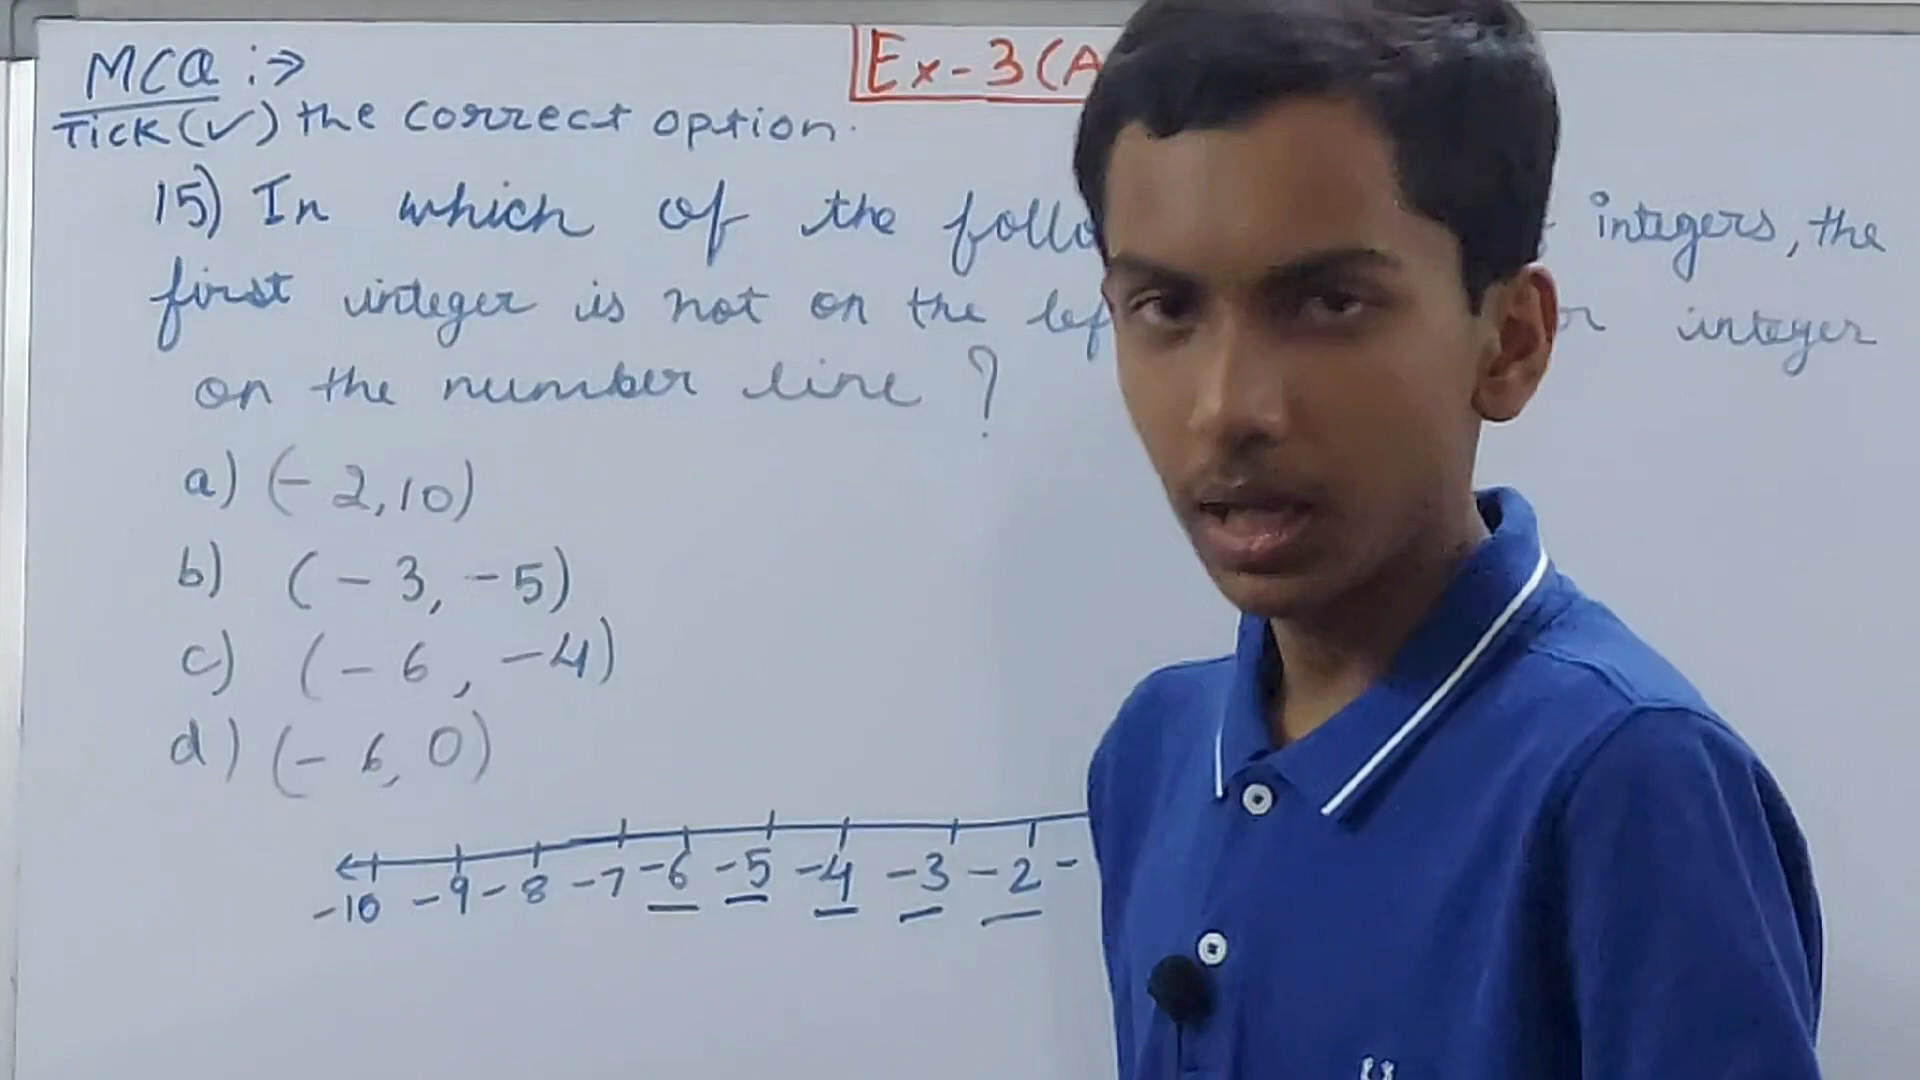 MCQ :→
Ex-3(A
Tick(✓) the correct option.
15) In which of the follo integers, the
first integer is not on the lef integer
on the number line ?
a) (-2,10)
b) (-3, -5)
c) (-6, -4)
d) (-6, 0)
-10 -9 -8 -7 -6 -5 -4 -3 -2 -